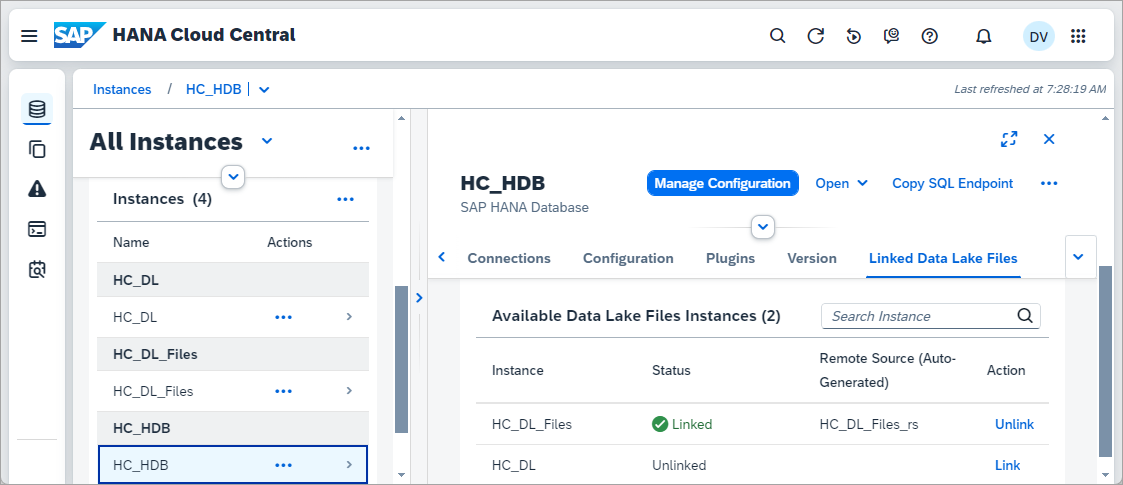 SAP HANA Cloud Central
DV
Instances / HC_HDB
Last refreshed at 7:28:19 AM
All Instances
Instances (4)
Name Actions
HC_DL
HC_DL
HC_DL_Files
HC_DL_Files
HC_HDB
HC_HDB
HC_HDB
Manage Configuration Open Copy SQL Endpoint
SAP HANA Database
Connections Configuration Plugins Version Linked Data Lake Files
Available Data Lake Files Instances (2) Search Instance
Instance Status Remote Source (Auto-
Generated) Action
HC_DL_Files Linked HC_DL_Files_rs Unlink
HC_DL Unlinked Link